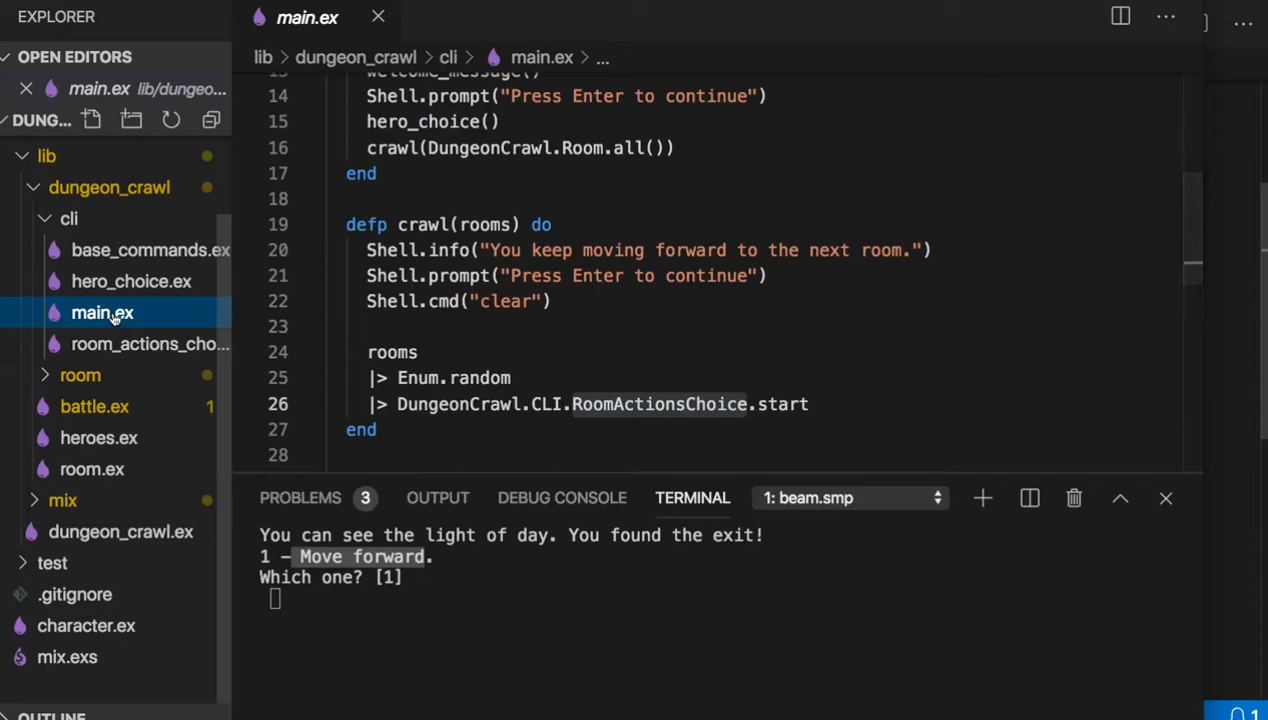 EXPLORER
OPEN EDITORS
main.ex lib/dungeo...
DUNG...
lib
dungeon_crawl
cli
base_commands.ex
hero_choice.ex
main.ex
room_actions_cho...
room
battle.ex 1
heroes.ex
room.ex
mix
dungeon_crawl.ex
test
.gitignore
character.ex
mix.exs
OUTLINE
main.ex
lib > dungeon_crawl > cli > main.ex > ...
13 welcome_message()
14 Shell.prompt("Press Enter to continue")
15 hero_choice()
16 crawl(DungeonCrawl.Room.all())
17 end
18
19 defp crawl(rooms) do
20 Shell.info("You keep moving forward to the next room.")
21 Shell.prompt("Press Enter to continue")
22 Shell.cmd("clear")
23
24 rooms
25 |> Enum.random
26 |> DungeonCrawl.CLI.RoomActionsChoice.start
27 end
28
PROBLEMS 3 OUTPUT DEBUG CONSOLE TERMINAL 1: beam.smp
You can see the light of day. You found the exit!
1 - Move forward.
Which one? [1]
1